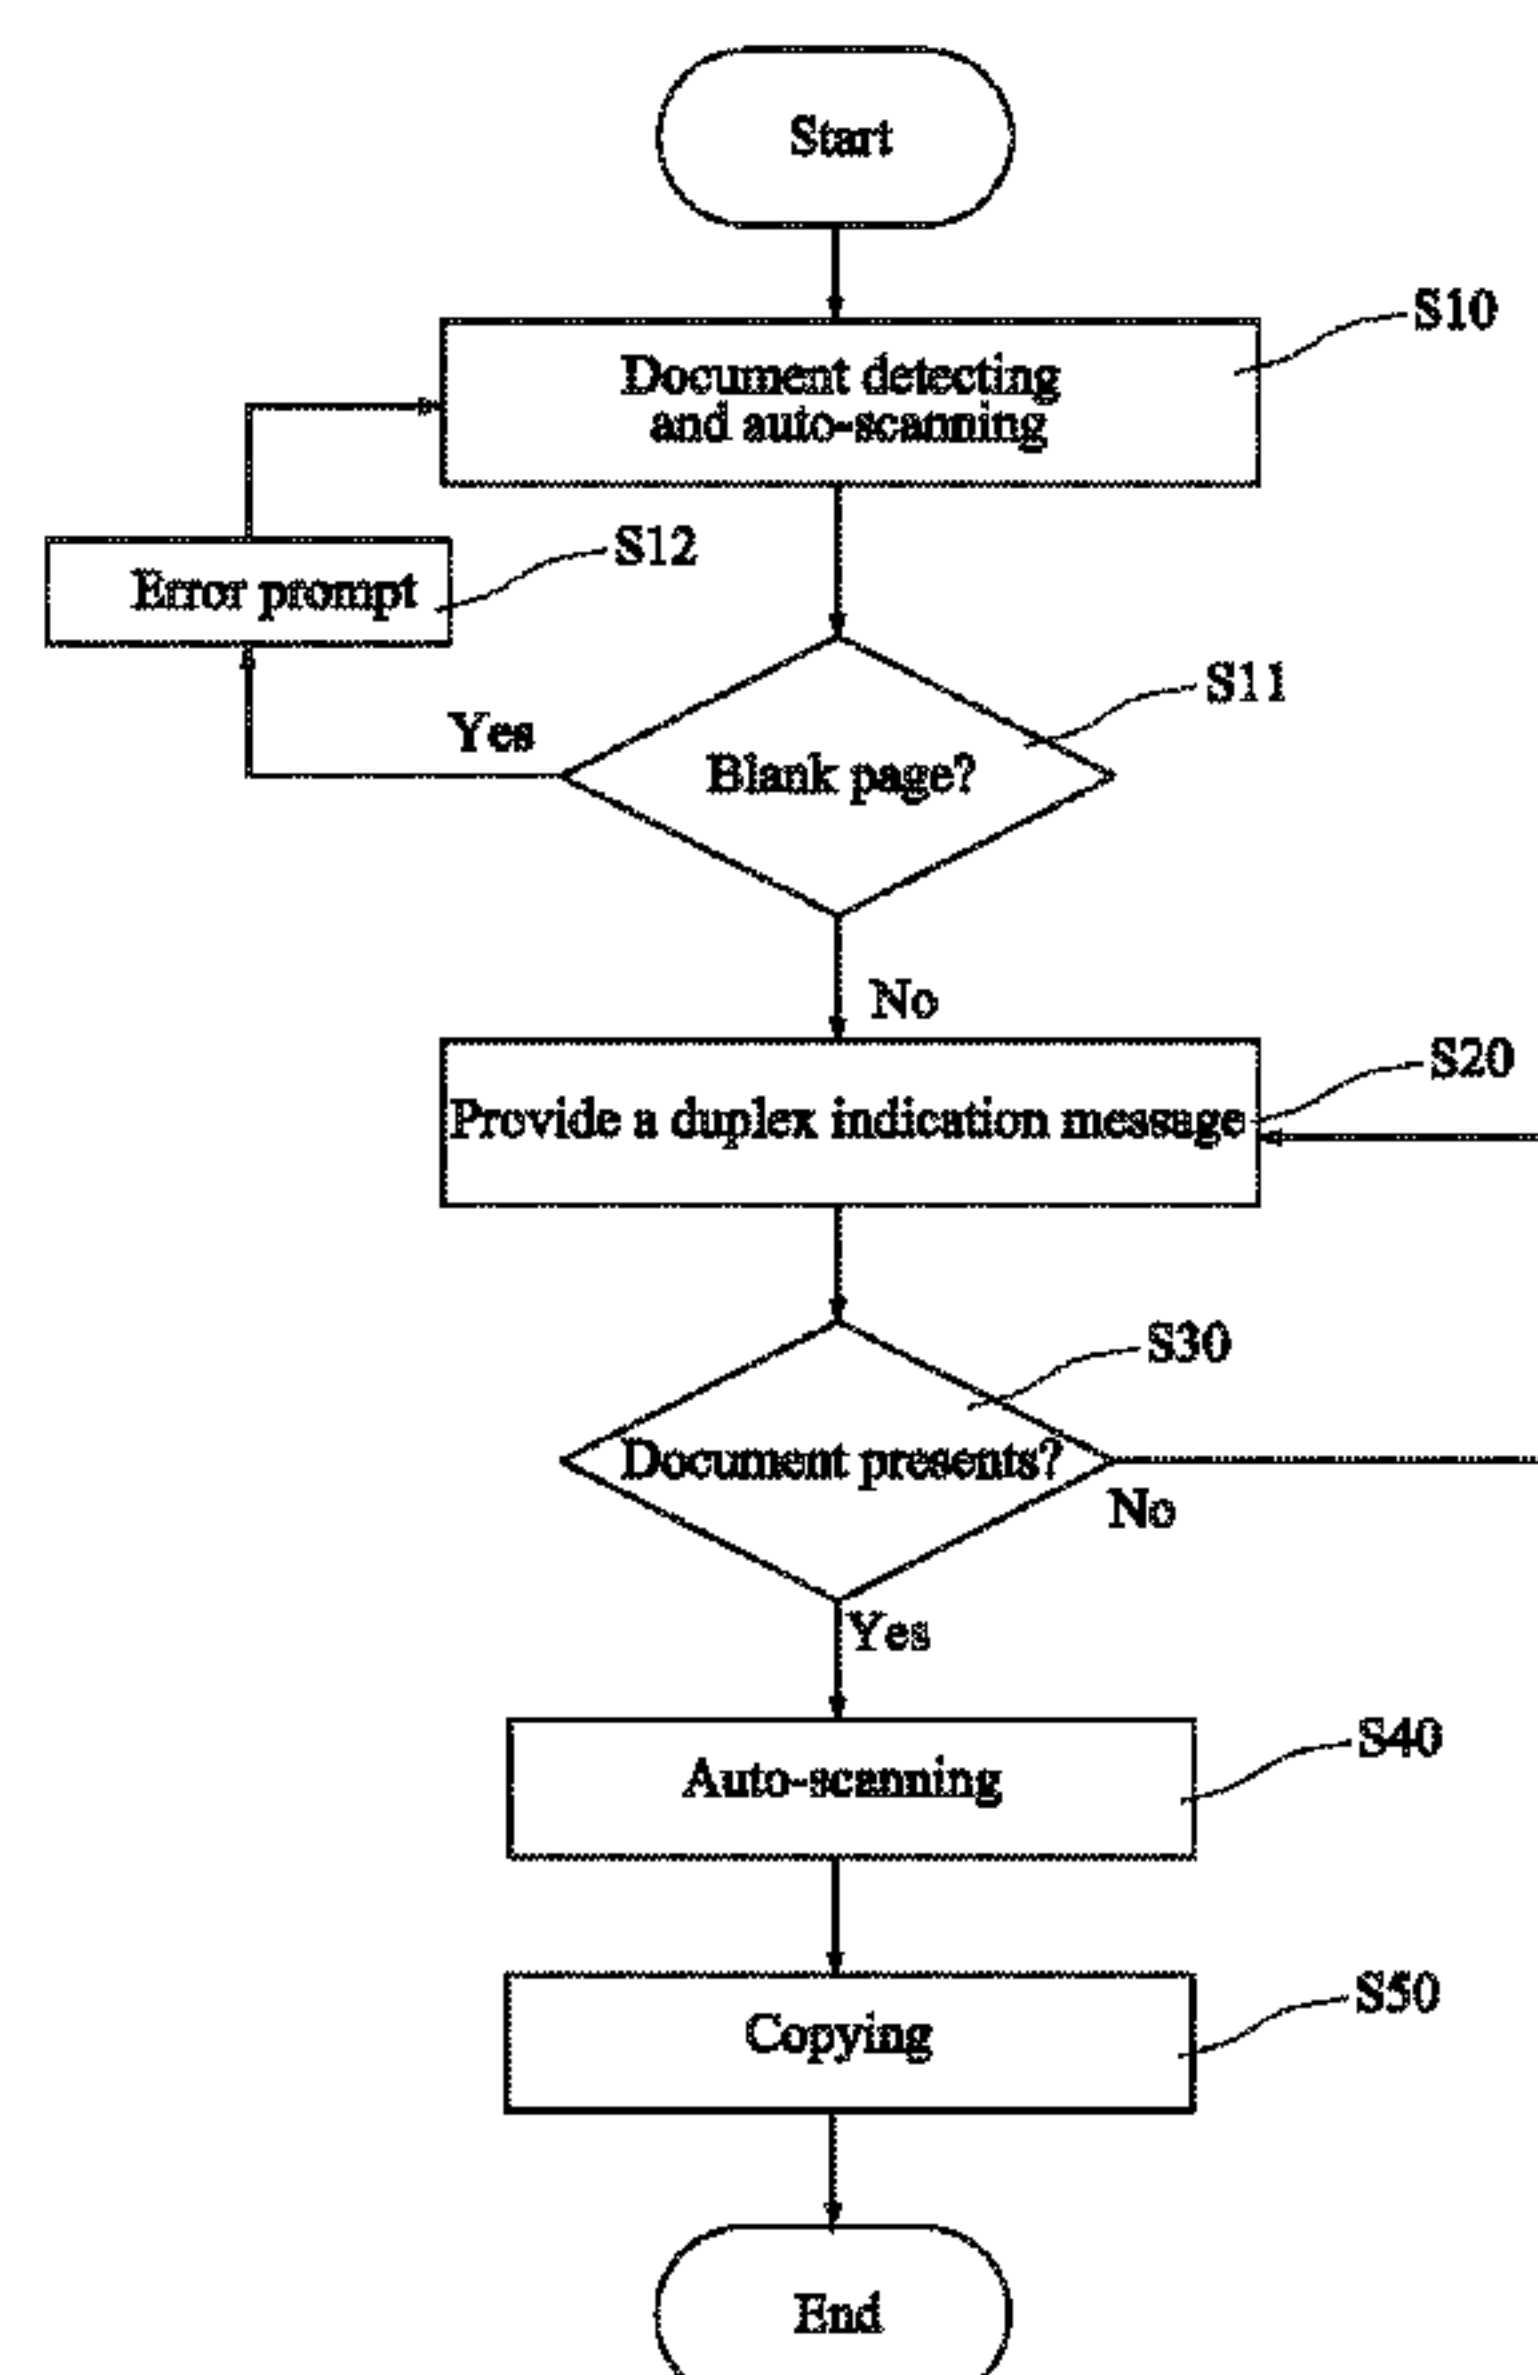 Start
S10
Document detecting
and auto-scanning
S12
Error prompt
S11
Yes
Blank page?
No
S20
Provide a duplex indication message
S30
Document presents?
No
Yes
S40
Auto-scanning
S50
Copying
End